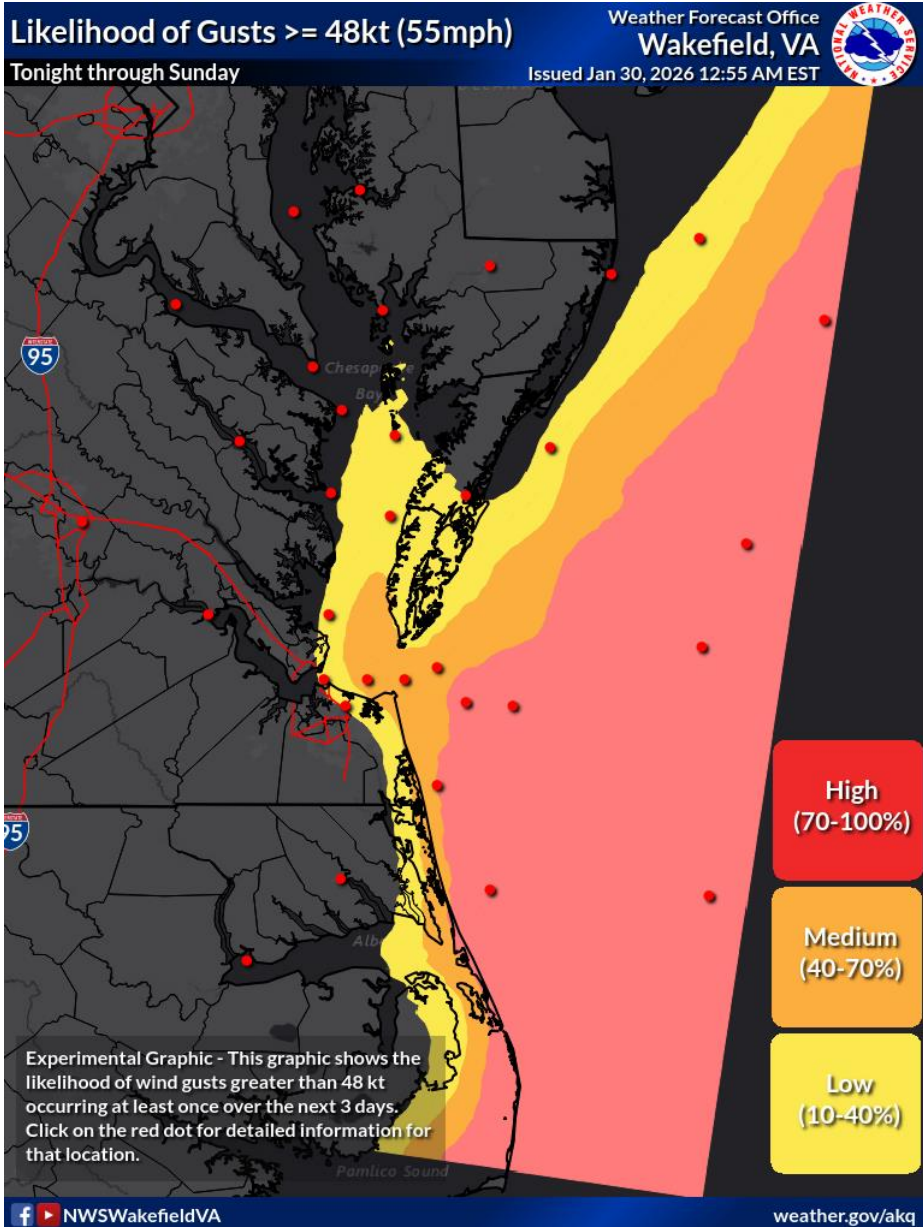 Likelihood of Gusts >= 48kt (55mph)
Tonight through Sunday
Weather Forecast Office
Wakefield, VA
Issued Jan 30, 2026 12:55 AM EST
NATIONAL WEATHER SERVICE
95
Chesapeake
Bay
High
(70-100%)
95
Medium
(40-70%)
Low
(10-40%)
Experimental Graphic - This graphic shows the
likelihood of wind gusts greater than 48 kt
occurring at least once over the next 3 days.
Click on the red dot for detailed information for
that location.
Pamlico Sound
NWSWakefieldVA
weather.gov/akq